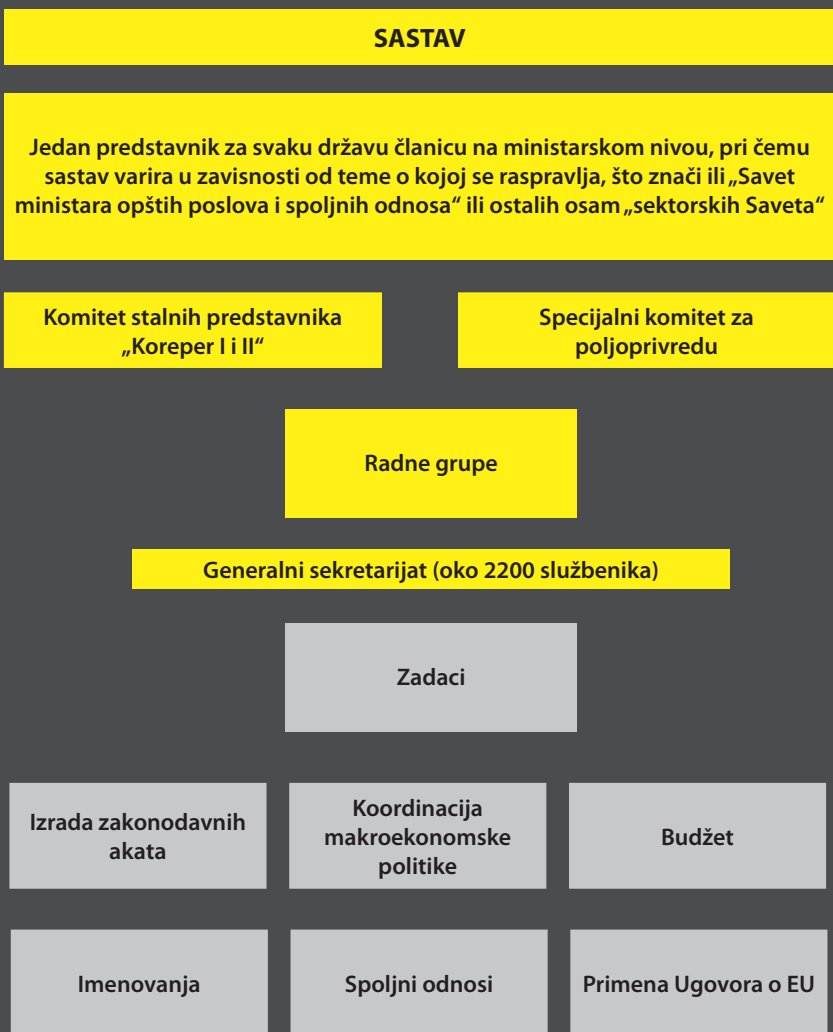 SASTAV
Jedan predstavnik za svaku državu članicu na ministarskom nivou, pri čemu
sastav varira u zavisnosti od teme o kojoj se raspravlja, što znači ili „Savet
ministara opštih poslova i spoljnih odnosa“ ili ostalih osam „sektorskih Saveta“
Komitet stalnih predstavnika
„Koreper I i II“
Specijalni komitet za
poljoprivredu
Radne grupe
Generalni sekretarijat (oko 2200 službenika)
Zadaci
Izrada zakonodavnih
akata
Koordinacija
makroekonomske
politike
Budžet
Imenovanja
Spoljni odnosi
Primena Ugovora o EU